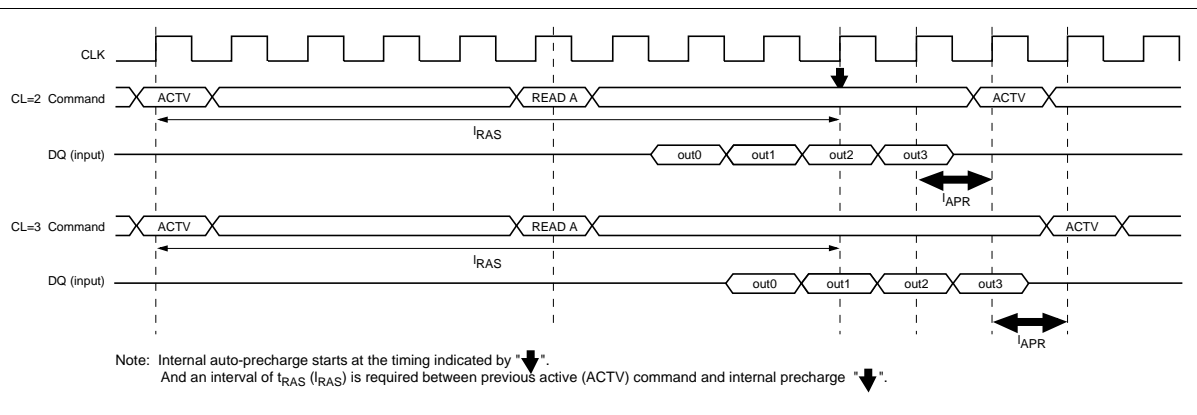 CLK
CL=2 Command ACTV READ A ACTV
lRAS
DQ (input) out0 out1 out2 out3
lAPR
CL=3 Command ACTV READ A ACTV
lRAS
DQ (input) out0 out1 out2 out3
lAPR
Note: Internal auto-precharge starts at the timing indicated by " ".
And an interval of tRAS (lRAS) is required between previous active (ACTV) command and internal precharge " ".